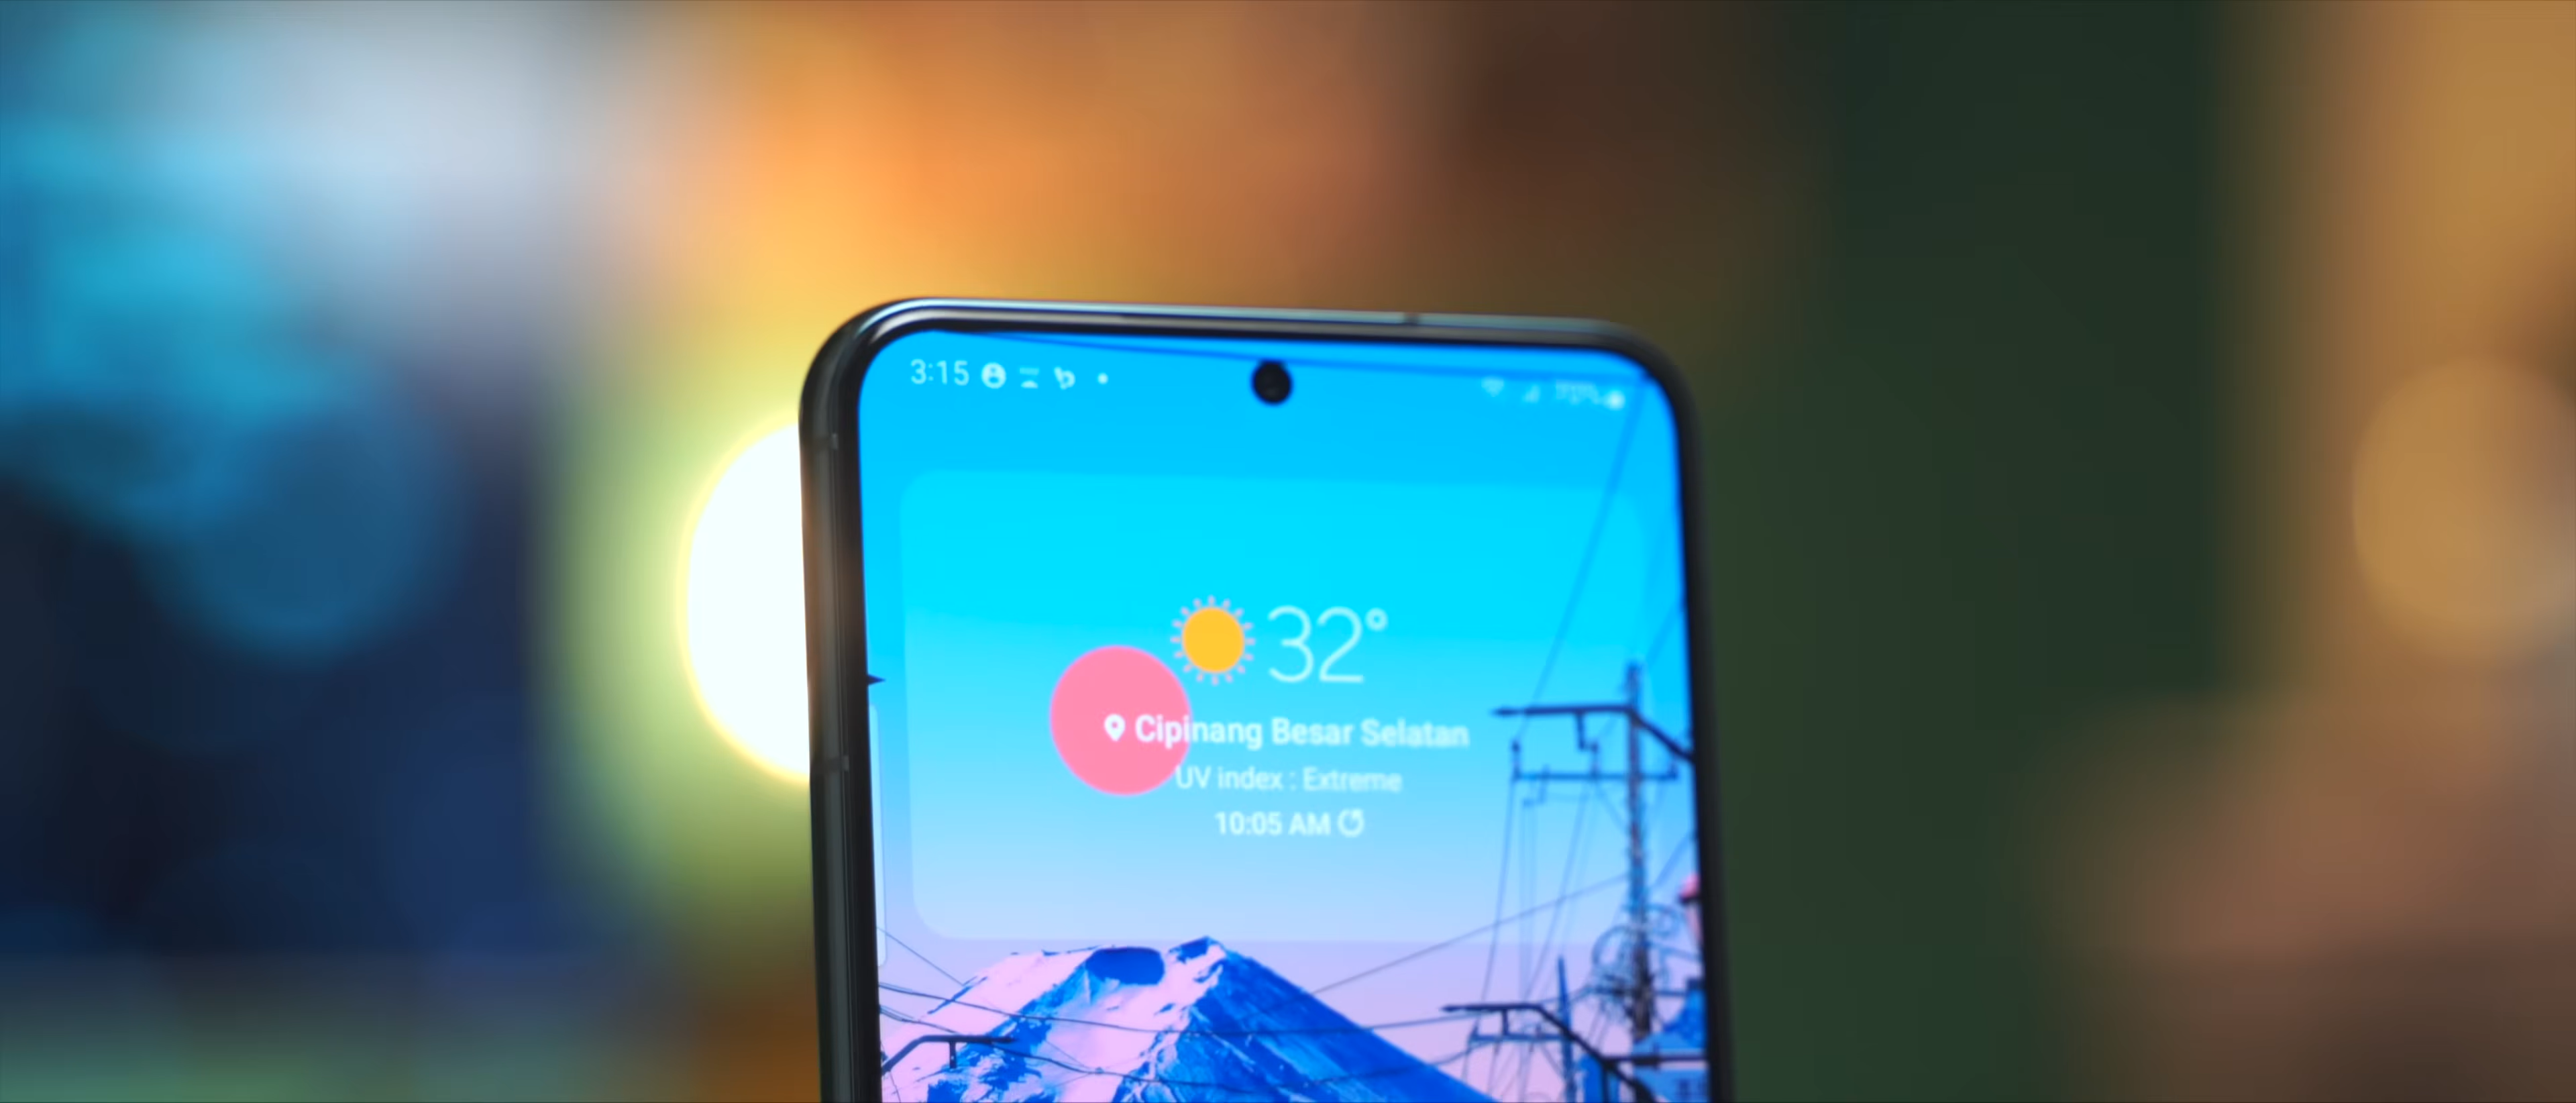 3:15
32°
Cipinang Besar Selatan
UV index : Extreme
10:05 AM